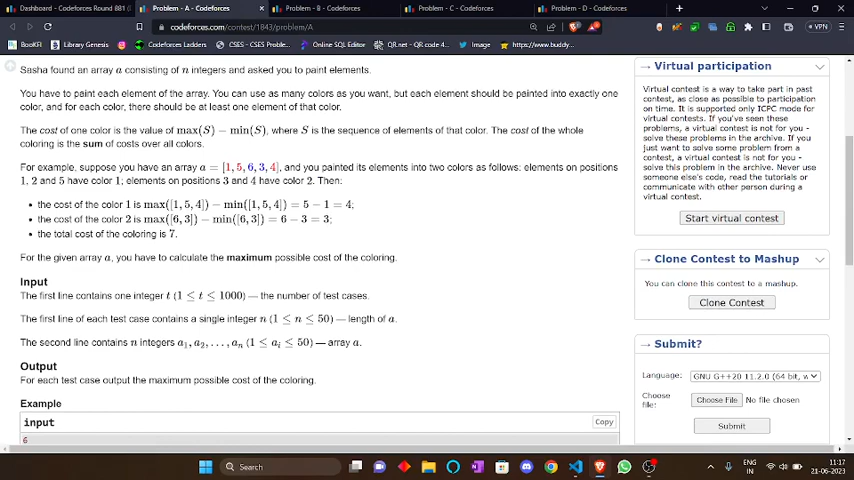 Dashboard - Codeforces Round 881
Problem - A - Codeforces
Problem - B - Codeforces
Problem - C - Codeforces
Problem - D - Codeforces
codeforces.com/contest/1843/problem/A
VPN
BookKFI
Library Genesis
Codeforces Ladders
CSES - CSES Proble...
Online SQL Editor
QR.net - QR code 4...
Image
https://www.buddy...
Sasha found an array a consisting of n integers and asked you to paint elements.
You have to paint each element of the array. You can use as many colors as you want, but each element should be painted into exactly one
color, and for each color, there should be at least one element of that color.
The cost of one color is the value of max(S) − min(S), where S is the sequence of elements of that color. The cost of the whole
coloring is the sum of costs over all colors.
For example, suppose you have an array a = [1, 5, 6, 3, 4], and you painted its elements into two colors as follows: elements on positions
1, 2 and 5 have color 1; elements on positions 3 and 4 have color 2. Then:
• the cost of the color 1 is max([1, 5, 4]) − min([1, 5, 4]) = 5 − 1 = 4;
• the cost of the color 2 is max([6, 3]) − min([6, 3]) = 6 − 3 = 3;
• the total cost of the coloring is 7.
For the given array a, you have to calculate the maximum possible cost of the coloring.
Input
The first line contains one integer t (1 ≤ t ≤ 1000) — the number of test cases.
The first line of each test case contains a single integer n (1 ≤ n ≤ 50) — length of a.
The second line contains n integers a1, a2, . . . , an (1 ≤ ai ≤ 50) — array a.
Output
For each test case output the maximum possible cost of the coloring.
Example
input
Copy
6
→ Virtual participation
Virtual contest is a way to take part in past
contest, as close as possible to participation
on time. It is supported only ICPC mode for
virtual contests. If you've seen these
problems, a virtual contest is not for you -
solve these problems in the archive. If you
just want to solve some problem from a
contest, a virtual contest is not for you -
solve this problem in the archive. Never use
someone else's code, read the tutorials or
communicate with other person during a
virtual contest.
Start virtual contest
→ Clone Contest to Mashup
You can clone this contest to a mashup.
Clone Contest
→ Submit?
Language:
GNU G++20 11.2.0 (64 bit, w
Choose
file:
Choose File
No file chosen
Submit
Search
ENG
IN
11:17
21-06-2023